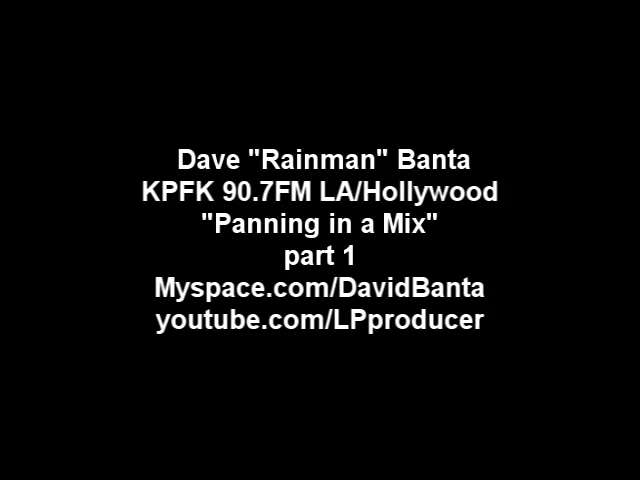 Dave "Rainman" Banta
KPFK 90.7FM LA/Hollywood
"Panning in a Mix"
part 1
Myspace.com/DavidBanta
youtube.com/LPproducer